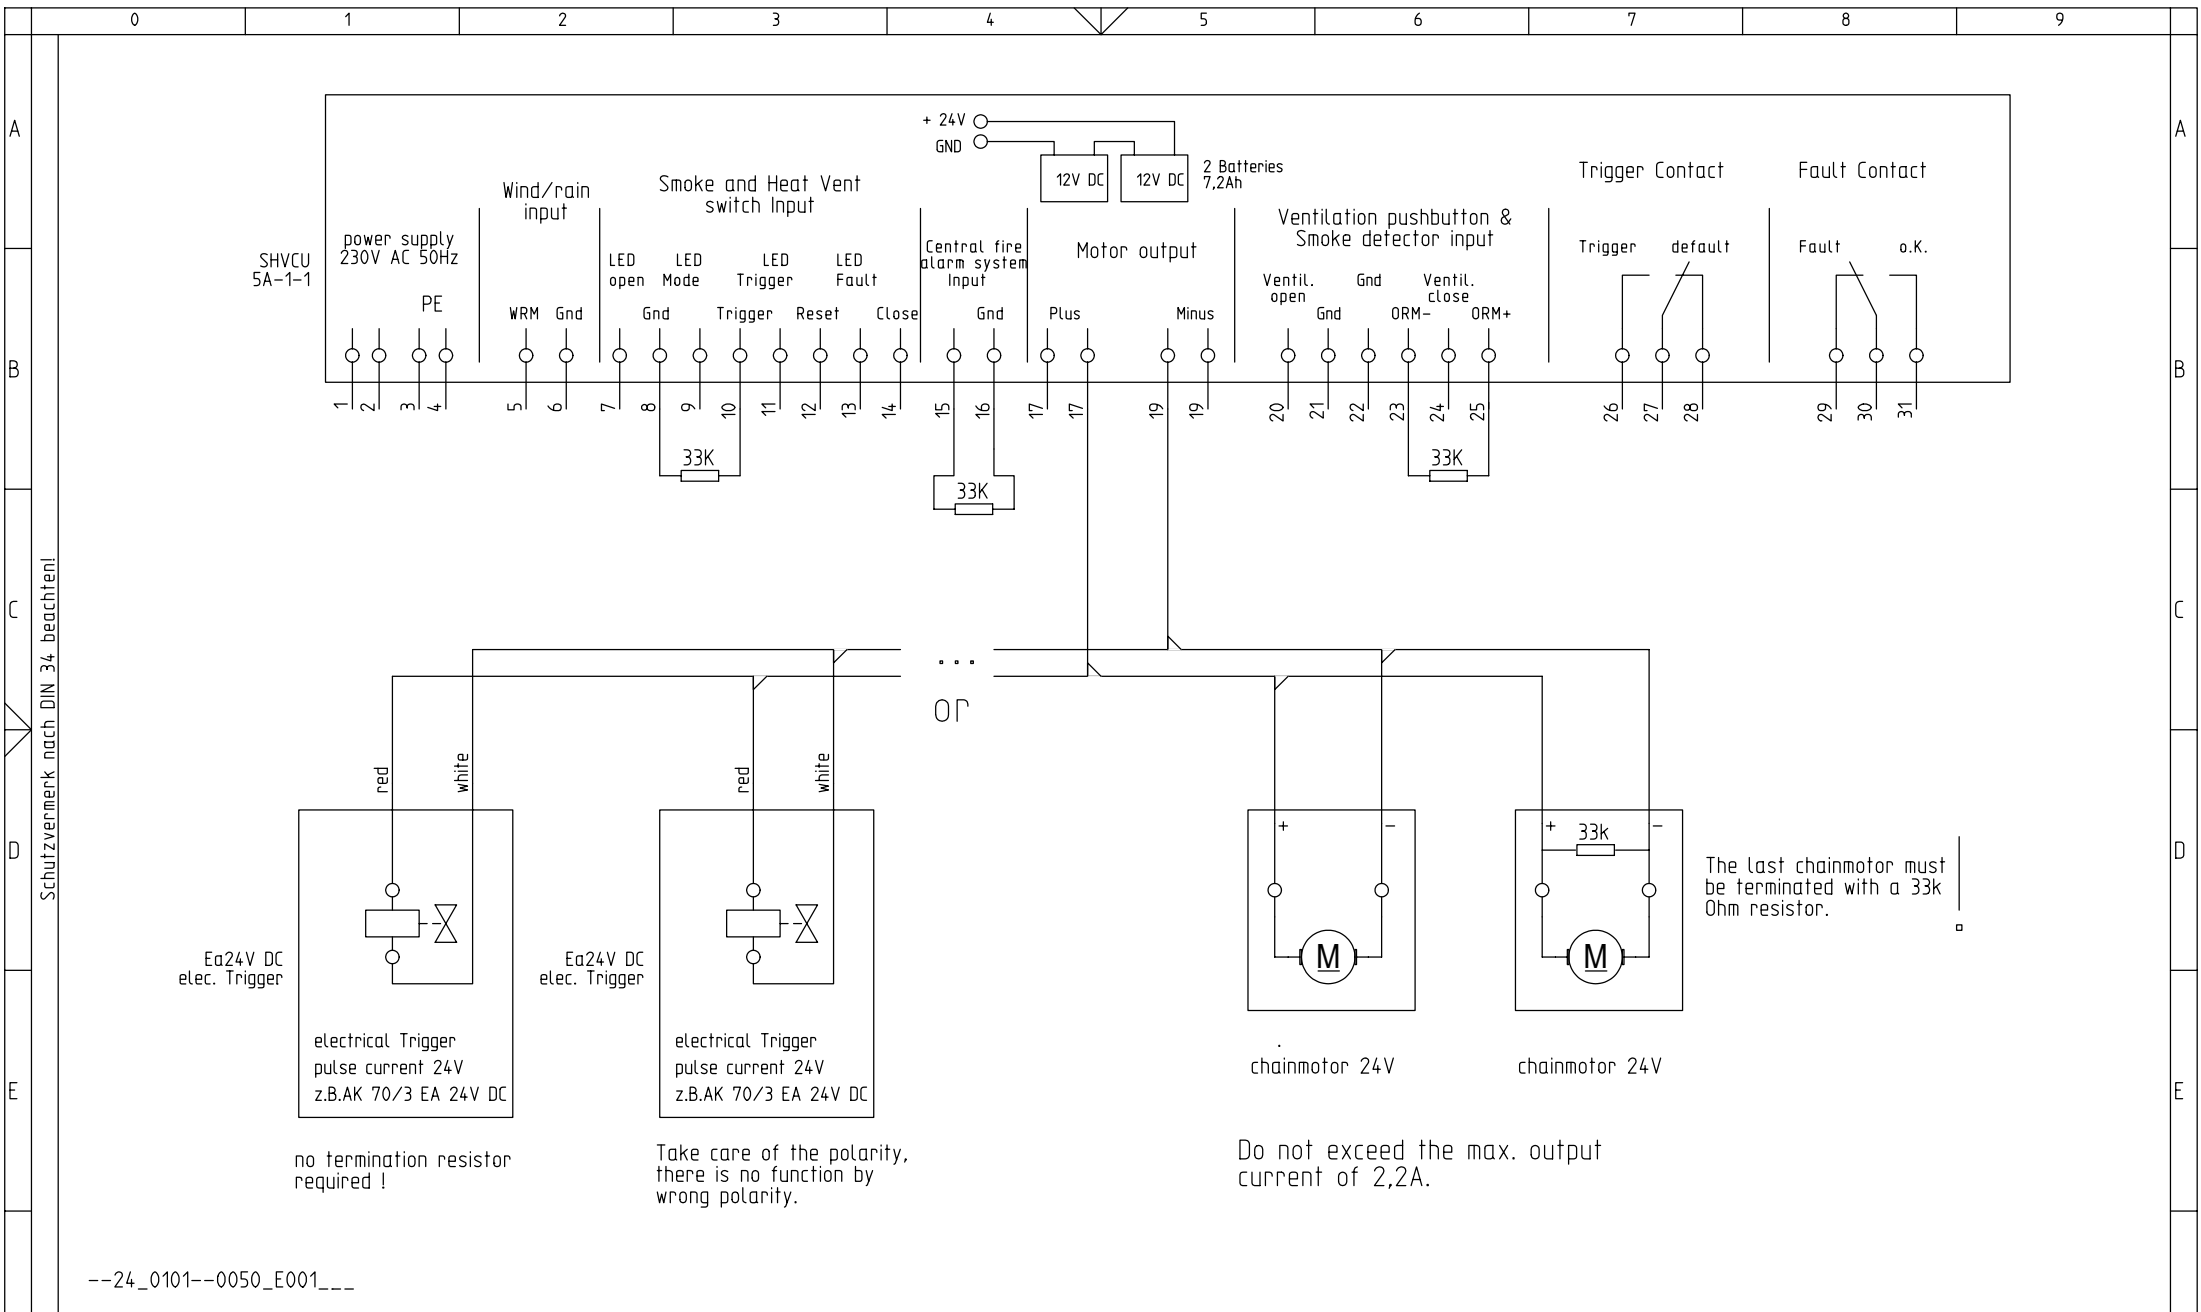 0 1 2 3 4 5 6 7 8 9
A
A
+ 24V
GND
12V DC
12V DC
2 Batteries
7,2Ah
Trigger Contact
Fault Contact
Wind/rain
input
Smoke and Heat Vent
switch Input
power supply
230V AC 50Hz
PE
SHVCU
5A-1-1
Central fire
alarm system
Input
Motor output
Ventilation pushbutton &
Smoke detector input
Trigger default
Fault o.K.
LED
open
LED
Mode
LED
Trigger
LED
Fault
Ventil.
open
Gnd
Ventil.
close
WRM Gnd
Gnd Trigger Reset Close
Gnd
Plus Minus
Gnd ORM- ORM+
B
B
1 2 3 4 5 6 7 8 9 10 11 12 13 14 15 16 17 17 19 19 20 21 22 23 24 25 26 27 28 29 30 31
33K
33K
33K
C
C
Schutzvermerk nach DIN 34 beachten!
...
or
red
white
red
white
D
D
+ -
+ 33k -
The last chainmotor must
be terminated with a 33k
Ohm resistor.
M
M
Ea24V DC
elec. Trigger
Ea24V DC
elec. Trigger
electrical Trigger
pulse current 24V
z.B.AK 70/3 EA 24V DC
electrical Trigger
pulse current 24V
z.B.AK 70/3 EA 24V DC
chainmotor 24V
chainmotor 24V
E
E
no termination resistor
required !
Take care of the polarity,
there is no function by
wrong polarity.
Do not exceed the max. output
current of 2,2A.
--24_0101--0050_E001___